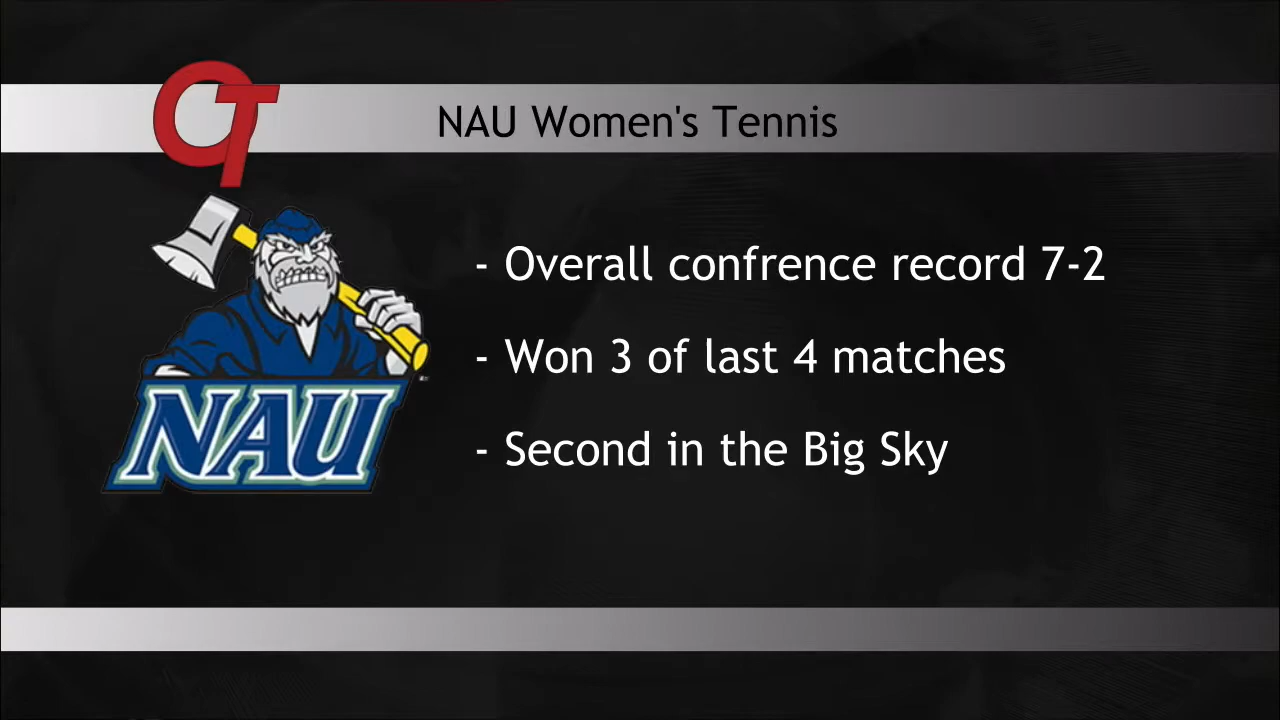 OT
NAU Women's Tennis
- Overall confrence record 7-2
- Won 3 of last 4 matches
- Second in the Big Sky
NAU